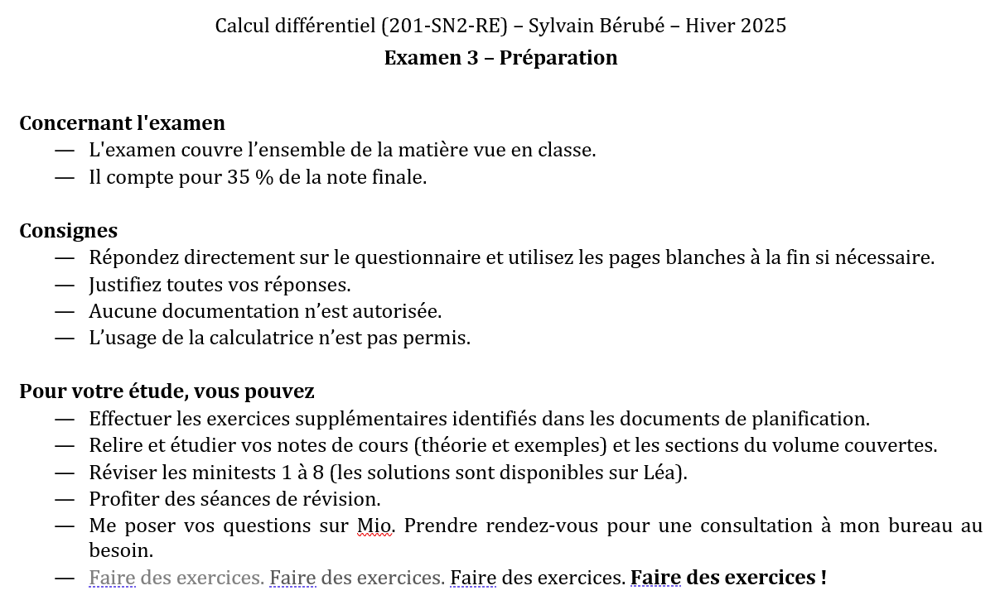 Calcul différentiel (201-SN2-RE) – Sylvain Bérubé – Hiver 2025
Examen 3 – Préparation
Concernant l'examen
— L'examen couvre l’ensemble de la matière vue en classe.
— Il compte pour 35 % de la note finale.
Consignes
— Répondez directement sur le questionnaire et utilisez les pages blanches à la fin si nécessaire.
— Justifiez toutes vos réponses.
— Aucune documentation n’est autorisée.
— L’usage de la calculatrice n’est pas permis.
Pour votre étude, vous pouvez
— Effectuer les exercices supplémentaires identifiés dans les documents de planification.
— Relire et étudier vos notes de cours (théorie et exemples) et les sections du volume couvertes.
— Réviser les minitests 1 à 8 (les solutions sont disponibles sur Léa).
— Profiter des séances de révision.
— Me poser vos questions sur Mio. Prendre rendez-vous pour une consultation à mon bureau au
besoin.
— Faire des exercices. Faire des exercices. Faire des exercices. Faire des exercices !